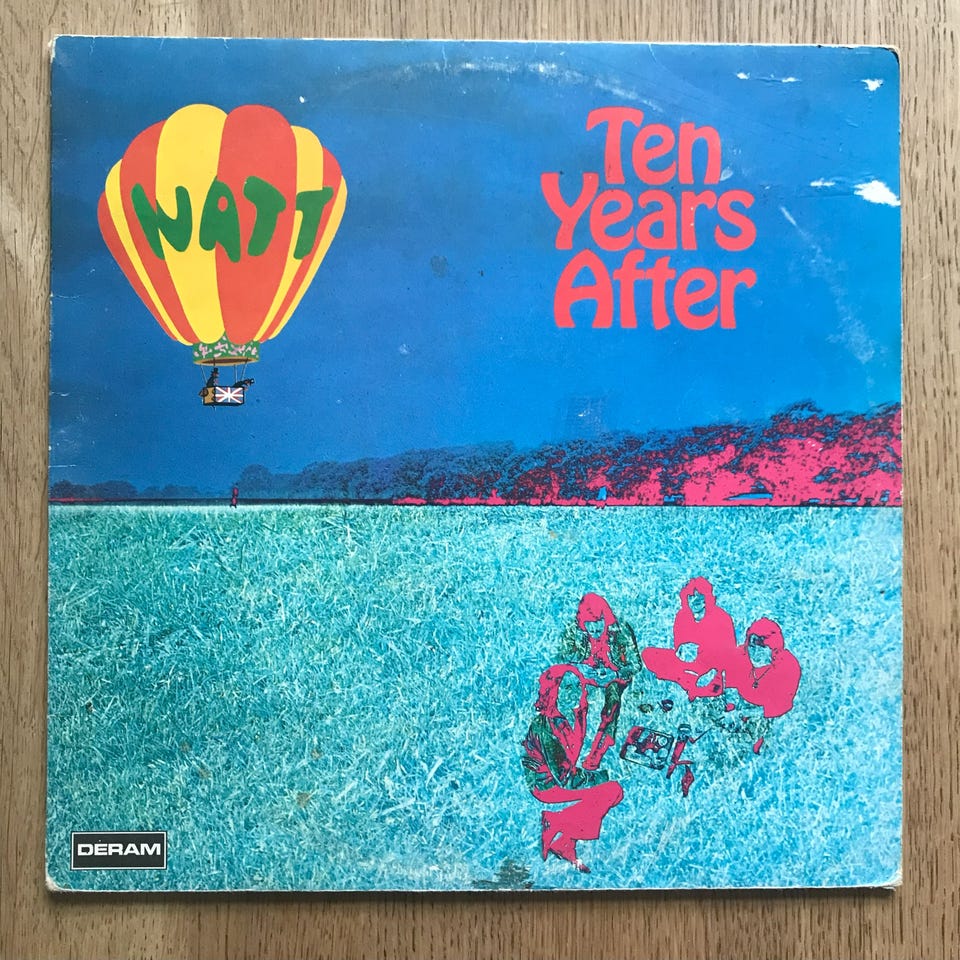 WATT
Ten
Years
After
DERAM